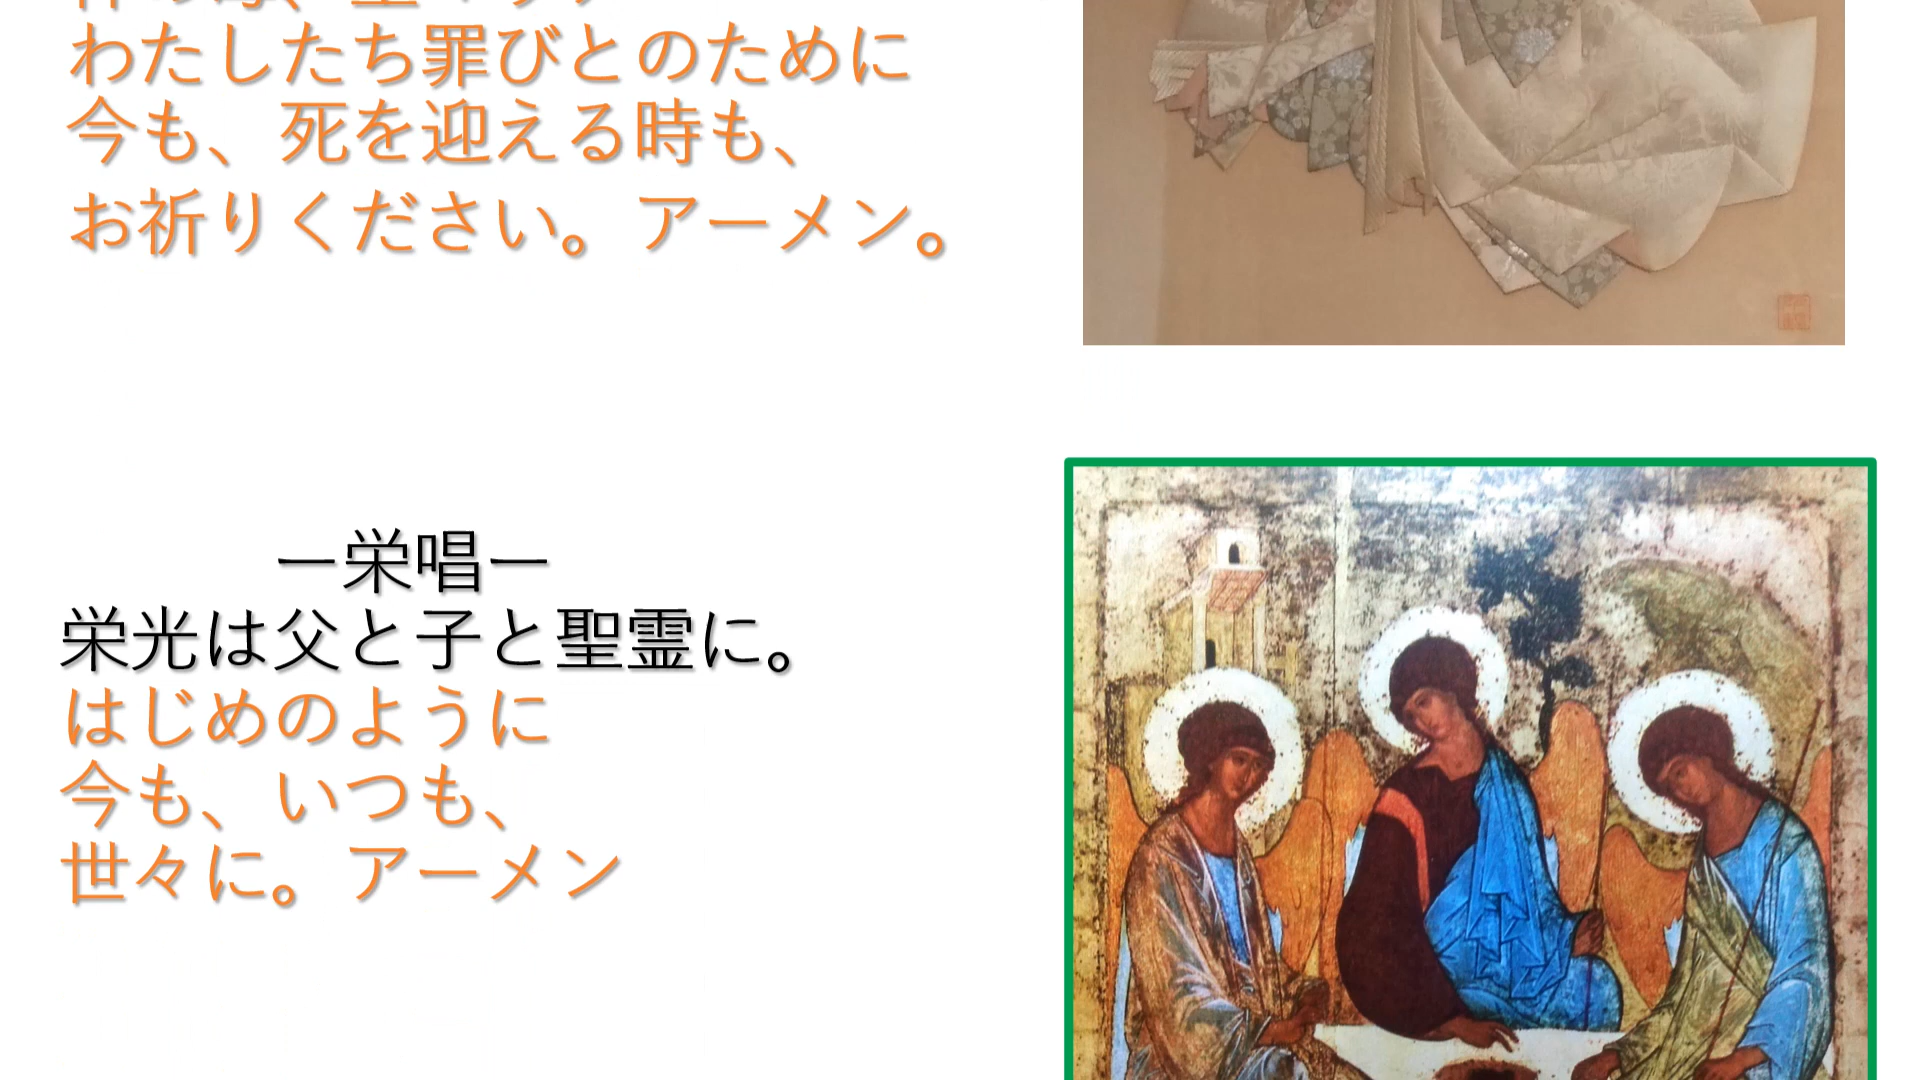 わたしたち罪びとのために
今も、死を迎える時も、
お祈りください。アーメン。
ー栄唱ー
栄光は父と子と聖霊に。
はじめのように
今も、いつも、
世々に。アーメン